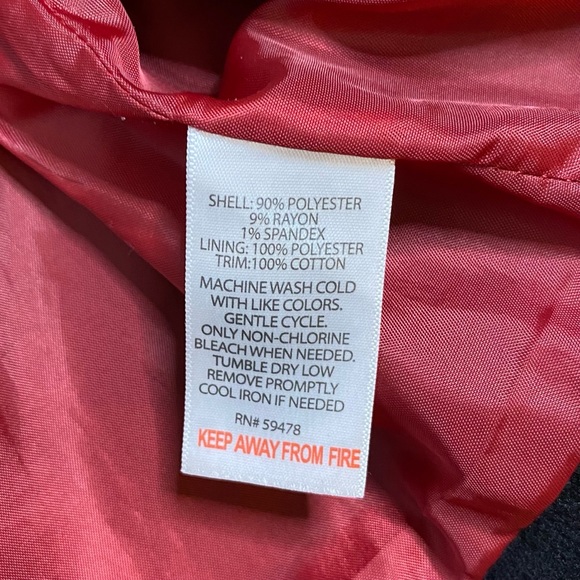 SHELL: 90% POLYESTER
9% RAYON
1% SPANDEX
LINING: 100% POLYESTER
TRIM:100% COTTON
MACHINE WASH COLD
WITH LIKE COLORS.
GENTLE CYCLE.
ONLY NON-CHLORINE
BLEACH WHEN NEEDED.
TUMBLE DRY LOW
REMOVE PROMPTLY
COOL IRON IF NEEDED
RN# 59478
KEEP AWAY FROM FIRE